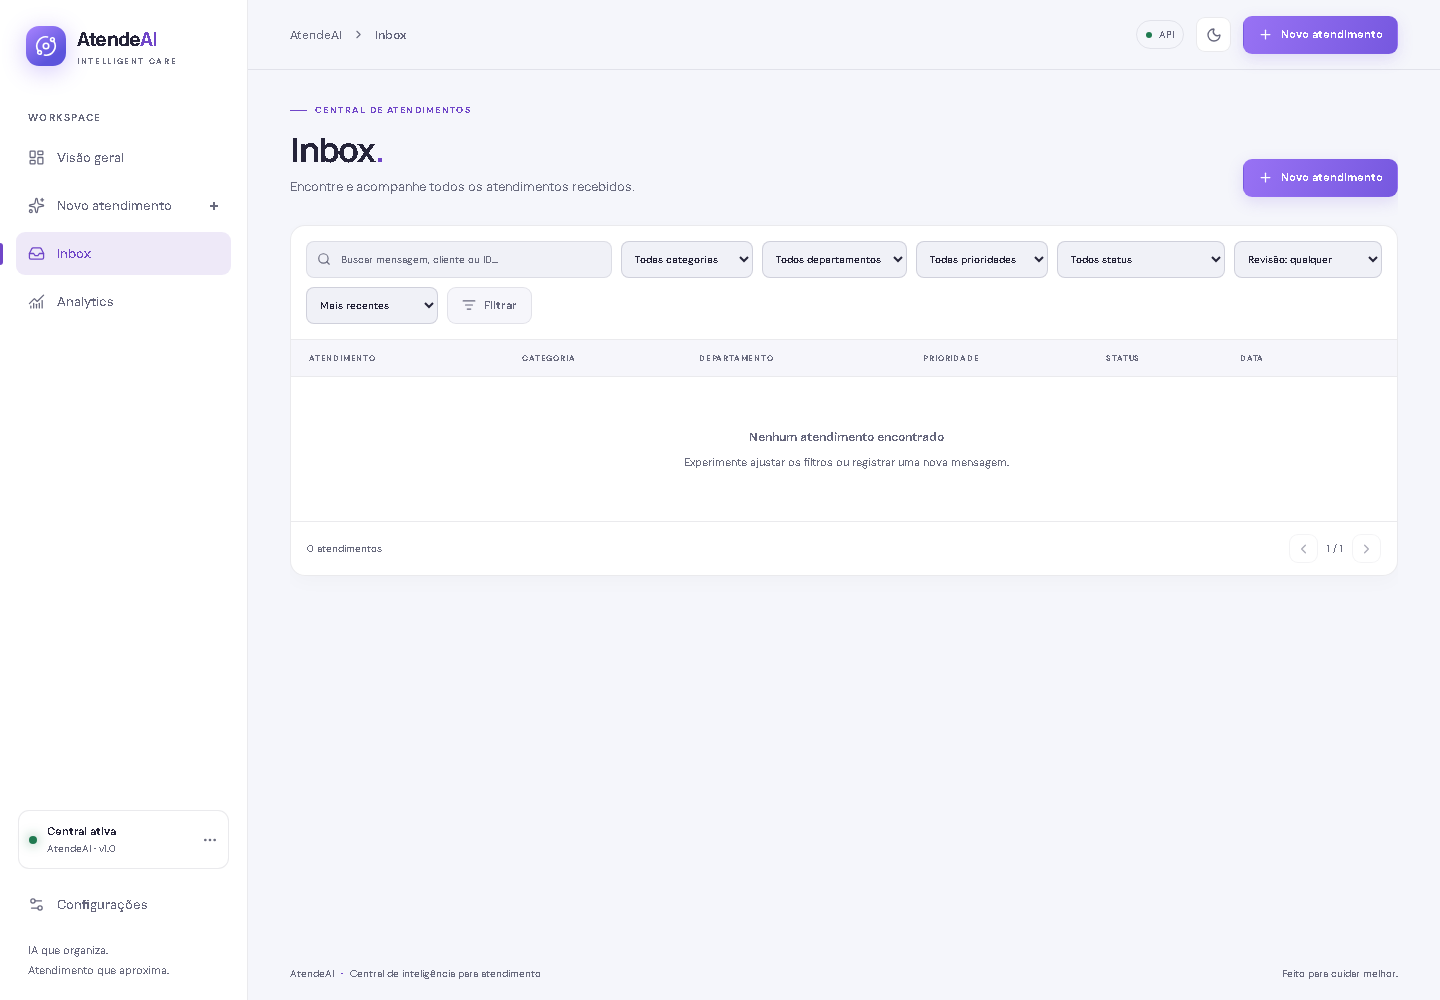 AtendeAI
INTELLIGENT CARE
WORKSPACE
Visão geral
Novo atendimento +
Inbox
Analytics
Central ativa
AtendeAI · v1.0
Configurações
IA que organiza.
Atendimento que aproxima.
AtendeAI > Inbox
API
+ Novo atendimento
CENTRAL DE ATENDIMENTOS
Inbox.
Encontre e acompanhe todos os atendimentos recebidos.
+ Novo atendimento
Buscar mensagem, cliente ou ID...
Todas categorias
Todos departamentos
Todas prioridades
Todos status
Revisão: qualquer
Mais recentes
Filtrar
ATENDIMENTO CATEGORIA DEPARTAMENTO PRIORIDADE STATUS DATA
Nenhum atendimento encontrado
Experimente ajustar os filtros ou registrar uma nova mensagem.
0 atendimentos
1 / 1
AtendeAI · Central de inteligência para atendimento
Feito para cuidar melhor.